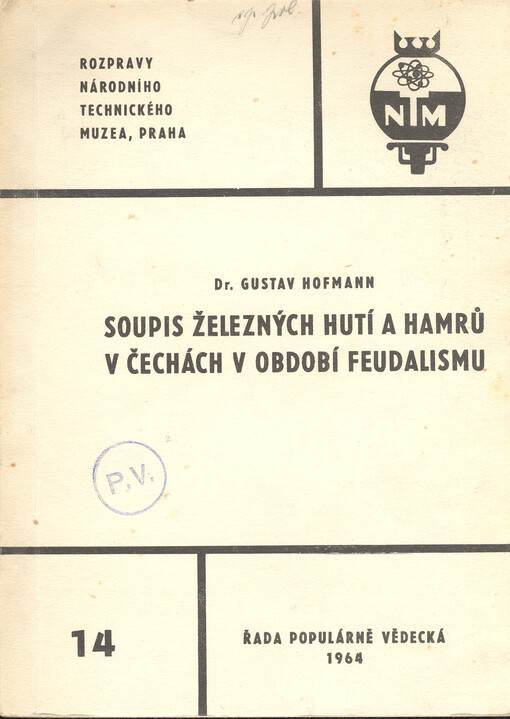 ROZPRAVY
NÁRODNÍHO
TECHNICKÉHO
MUZEA, PRAHA
NTM
Dr. GUSTAV HOFMANN
SOUPIS ŽELEZNÝCH HUTÍ A HAMRŮ
V ČECHÁCH V OBDOBÍ FEUDALISMU
P.V.
14
ŘADA POPULÁRNĚ VĚDECKÁ
1964